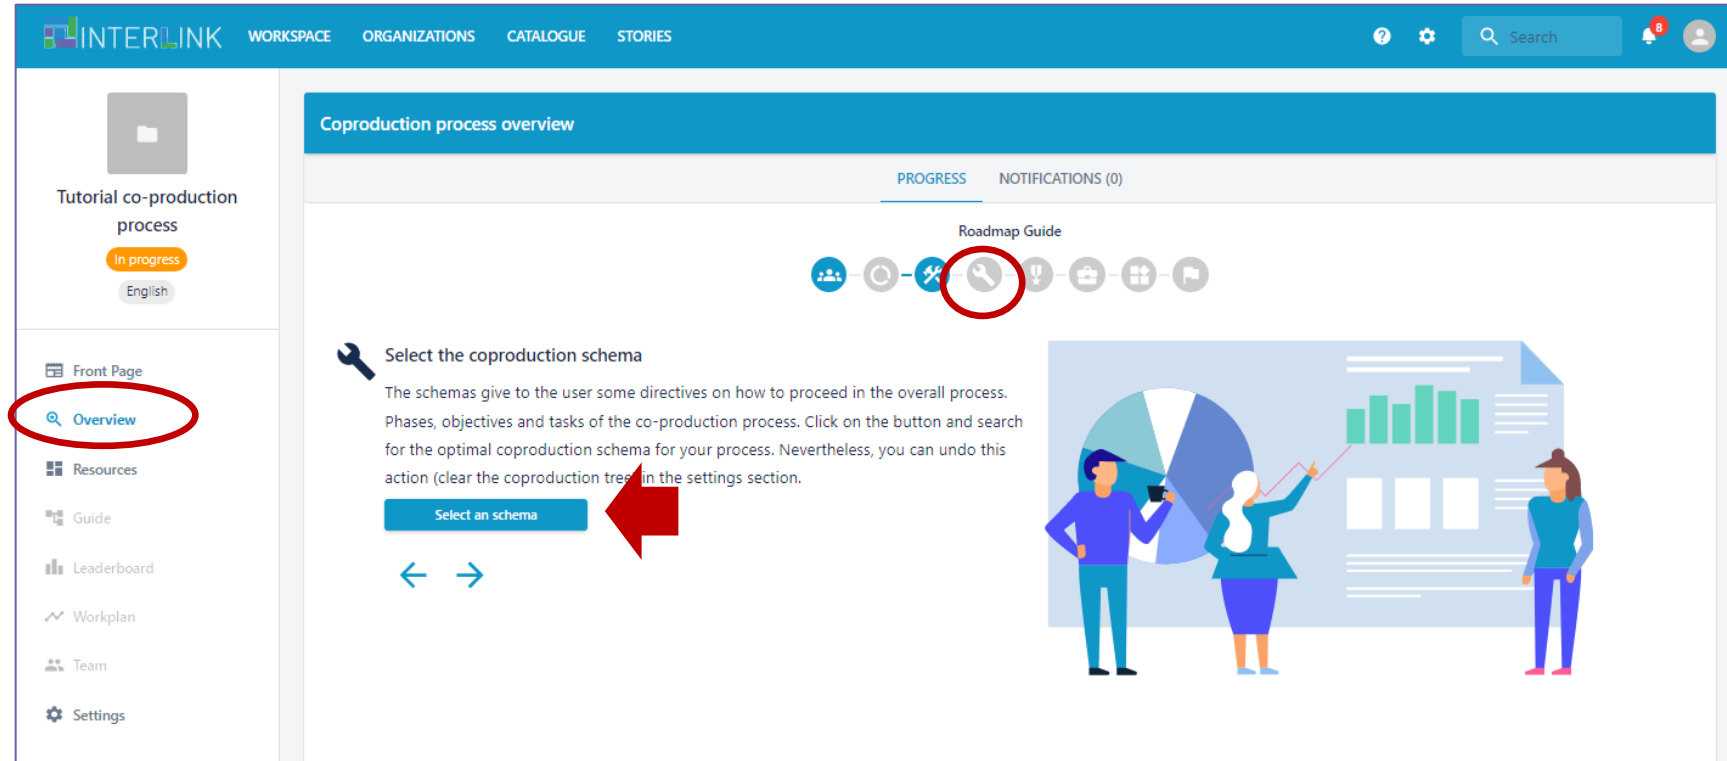 INTERLINK WORKSPACE ORGANIZATIONS CATALOGUE STORIES Search 8
Tutorial co-production
process
In progress
English
Front Page
Overview
Resources
Guide
Leaderboard
Workplan
Team
Settings
Coproduction process overview
PROGRESS NOTIFICATIONS (0)
Roadmap Guide
Select the coproduction schema
The schemas give to the user some directives on how to proceed in the overall process.
Phases, objectives and tasks of the co-production process. Click on the button and search
for the optimal coproduction schema for your process. Nevertheless, you can undo this
action (clear the coproduction tree) in the settings section.
Select an schema